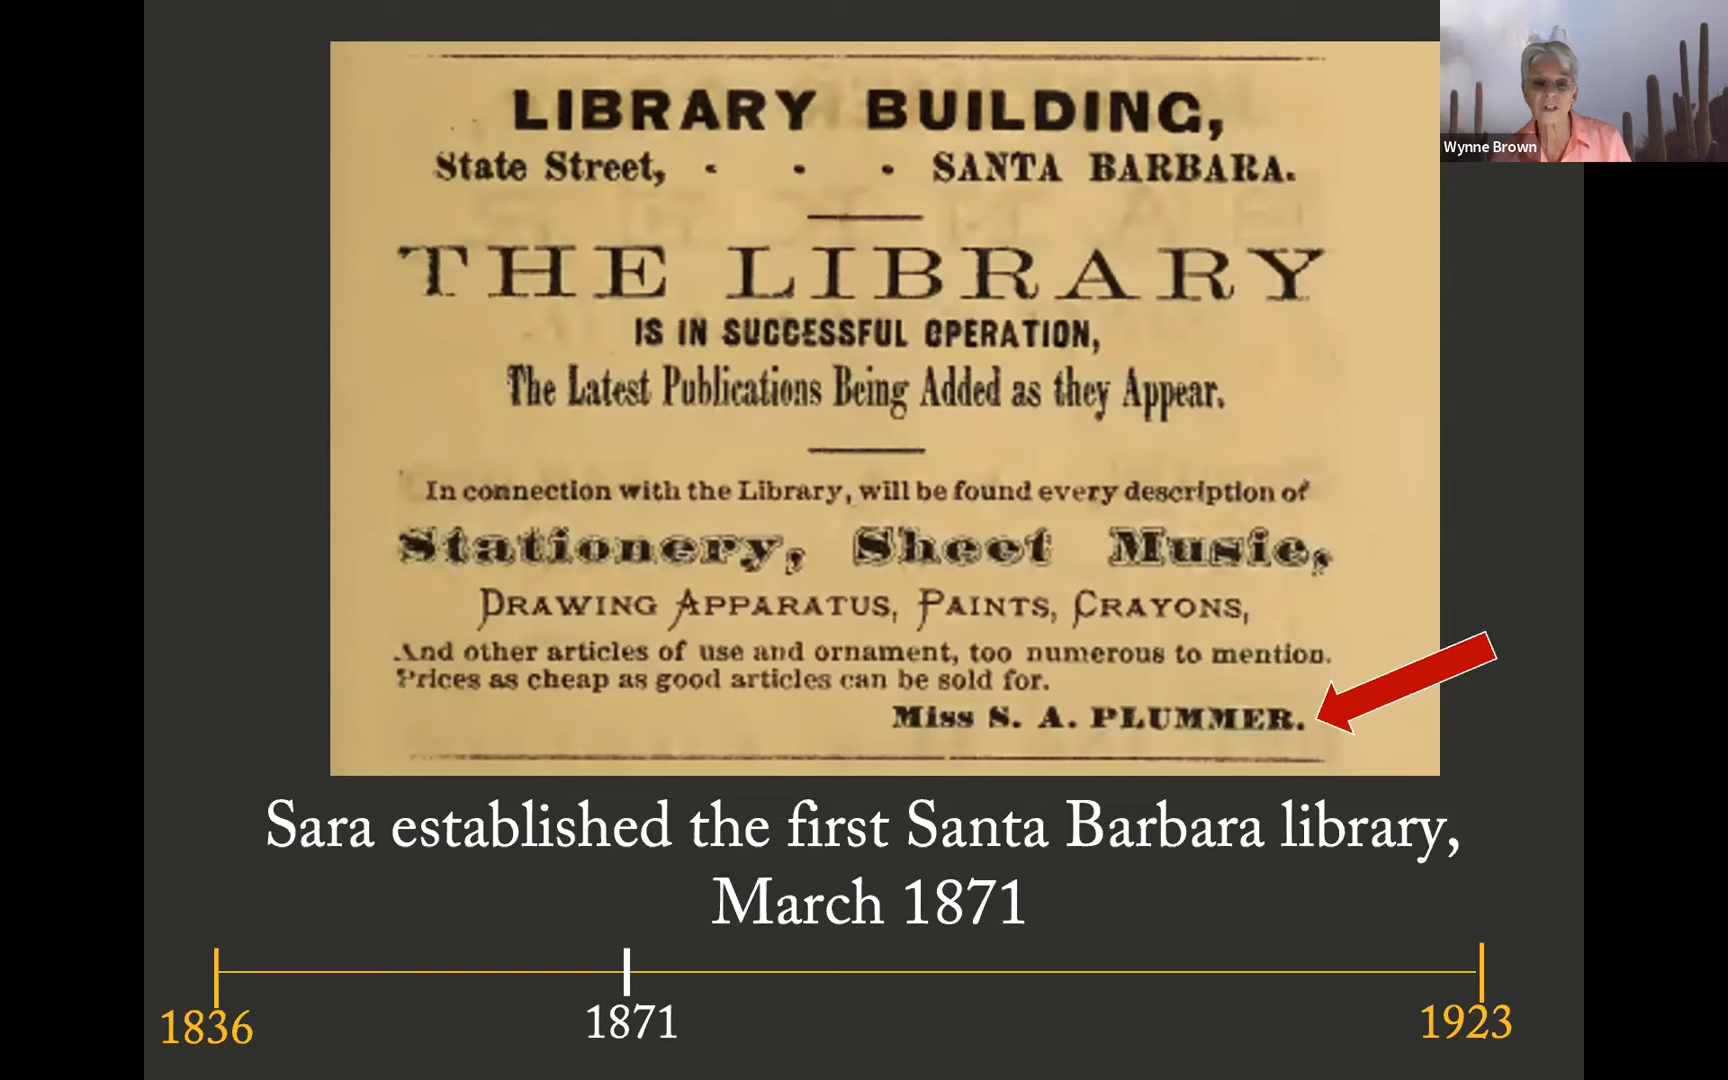 LIBRARY BUILDING,
State Street, - - - SANTA BARBARA.
THE LIBRARY
IS IN SUCCESSFUL OPERATION,
The Latest Publications Being Added as they Appear.
In connection with the Library, will be found every description of
Stationery, Sheet Music,
DRAWING APPARATUS, PAINTS, CRAYONS,
And other articles of use and ornament, too numerous to mention.
Prices as cheap as good articles can be sold for.
Miss S. A. PLUMMER.
Wynne Brown
Sara established the first Santa Barbara library,
March 1871
1836
1871
1923